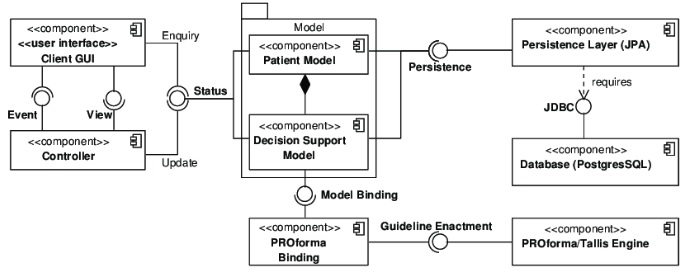 <<component>>
<<user interface>>
Client GUI
Enquiry
Model
<<component>>
Patient Model
<<component>>
Persistence Layer (JPA)
Persistence
requires
Status
Event
View
JDBC
<<component>>
Controller
Update
<<component>>
Decision Support
Model
<<component>>
Database (PostgresSQL)
Model Binding
<<component>>
PROforma
Binding
Guideline Enactment
<<component>>
PROforma/Tallis Engine